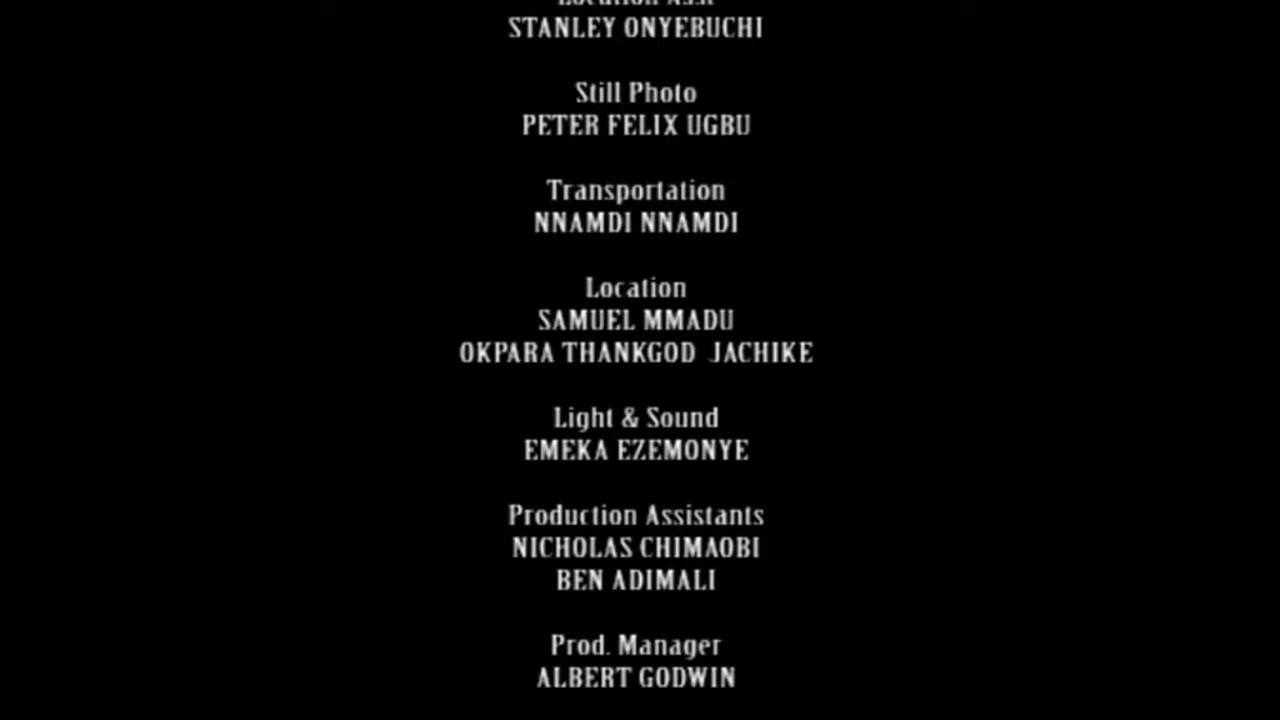 STANLEY ONYEBUCHI
Still Photo
PETER FELIX UGBU
Transportation
NNAMDI NNAMDI
Location
SAMUEL MMADU
OKPARA THANKGOD JACHIKE
Light & Sound
EMEKA EZEMONYE
Production Assistants
NICHOLAS CHIMAOBI
BEN ADIMALI
Prod. Manager
ALBERT GODWIN